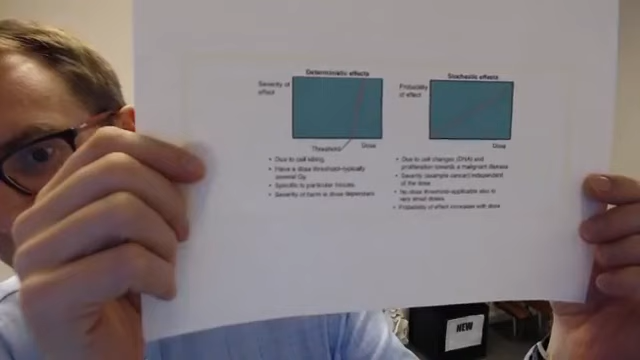 Deterministic effects
Severity of
effect
Threshold
Dose
• Due to cell killing
• Have a dose threshold-typically
several Gy
• Specific to particular tissues
• Severity of harm is dose dependent
Stochastic effects
Probability
of effect
Dose
• Due to cell changes (DNA) and
proliferation towards a malignant disease
• Severity (example cancer) independent
of the dose
• No dose threshold-applicable also to
very small doses
• Probability of effect increases with dose
NEW